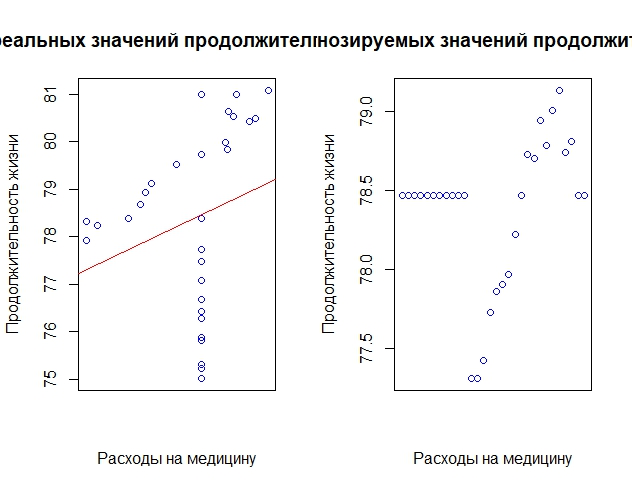 реальных значений продолжител
нозируемых значений продолжит
Продолжительность жизни
81
80
79
78
77
76
75
Расходы на медицину
Продолжительность жизни
79.0
78.5
78.0
77.5
Расходы на медицину